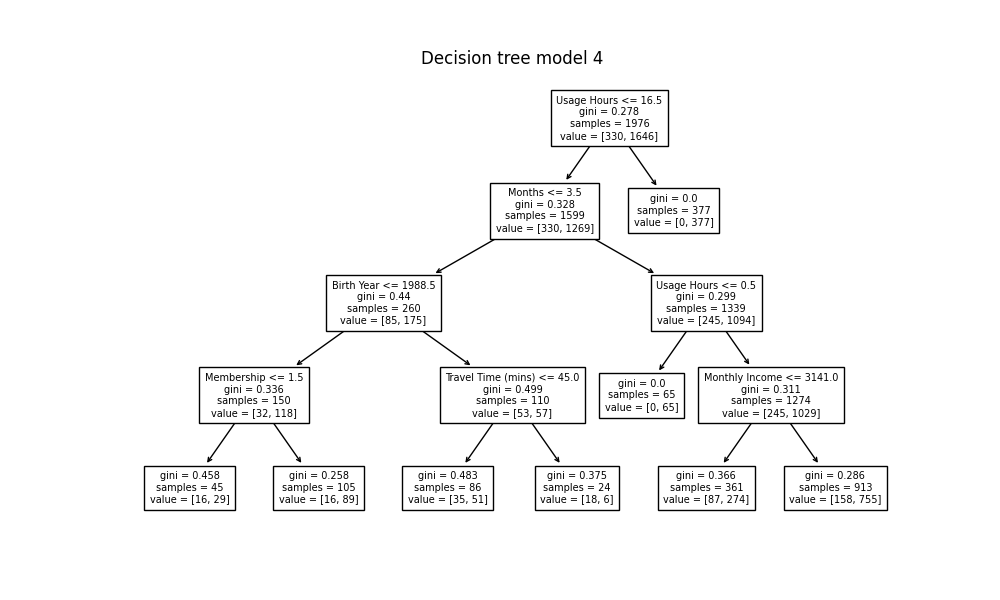 Decision tree model 4
Usage Hours <= 16.5
gini = 0.278
samples = 1976
value = [330, 1646]
Months <= 3.5
gini = 0.328
samples = 1599
value = [330, 1269]
gini = 0.0
samples = 377
value = [0, 377]
Birth Year <= 1988.5
gini = 0.44
samples = 260
value = [85, 175]
Usage Hours <= 0.5
gini = 0.299
samples = 1339
value = [245, 1094]
Membership <= 1.5
gini = 0.336
samples = 150
value = [32, 118]
Travel Time (mins) <= 45.0
gini = 0.499
samples = 110
value = [53, 57]
gini = 0.0
samples = 65
value = [0, 65]
Monthly Income <= 3141.0
gini = 0.311
samples = 1274
value = [245, 1029]
gini = 0.458
samples = 45
value = [16, 29]
gini = 0.258
samples = 105
value = [16, 89]
gini = 0.483
samples = 86
value = [35, 51]
gini = 0.375
samples = 24
value = [18, 6]
gini = 0.366
samples = 361
value = [87, 274]
gini = 0.286
samples = 913
value = [158, 755]